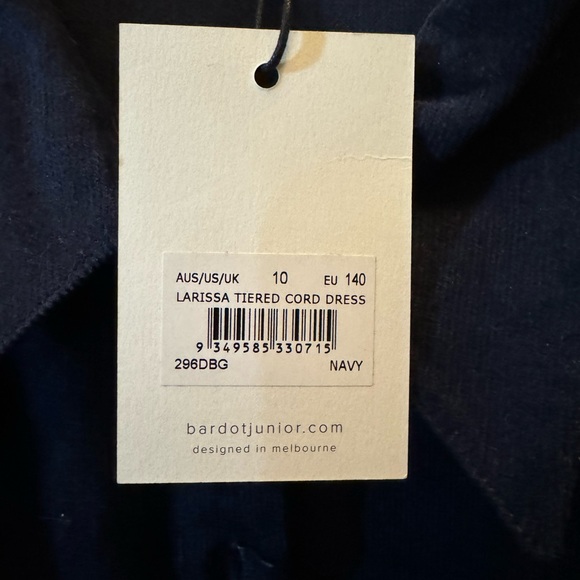 AUS/US/UK 10 EU 140
LARISSA TIERED CORD DRESS
9 349585 330715
296DBG NAVY
bardotjunior.com
designed in melbourne